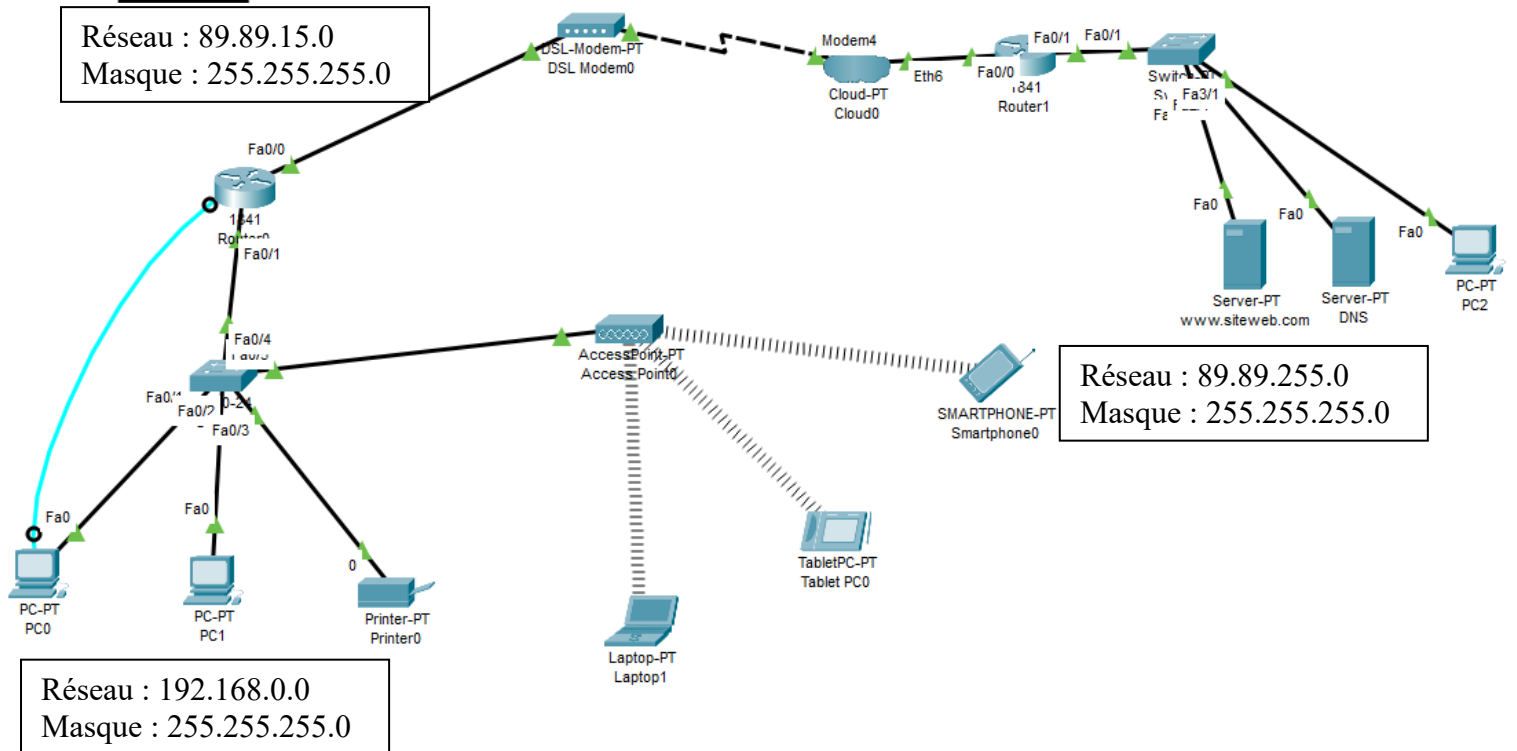 Réseau : 89.89.15.0
Masque : 255.255.255.0
DSL-Modem-PT
DSL Modem0
Modem4
Cloud-PT
Cloud0
Eth6
Fa0/0
Fa0/1
Fa0/1
1841
Router1
Fa3/1
Fa0
Fa0
Fa0
Server-PT
www.siteweb.com
Server-PT
DNS
PC-PT
PC2
Réseau : 89.89.255.0
Masque : 255.255.255.0
Fa0/0
1841
Router0
Fa0/1
Fa0/4
Fa0/2
Fa0/3
AccessPoint-PT
Access Point0
SMARTPHONE-PT
Smartphone0
TabletPC-PT
Tablet PC0
Laptop-PT
Laptop1
Fa0
Fa0
0
PC-PT
PC0
PC-PT
PC1
Printer-PT
Printer0
Réseau : 192.168.0.0
Masque : 255.255.255.0